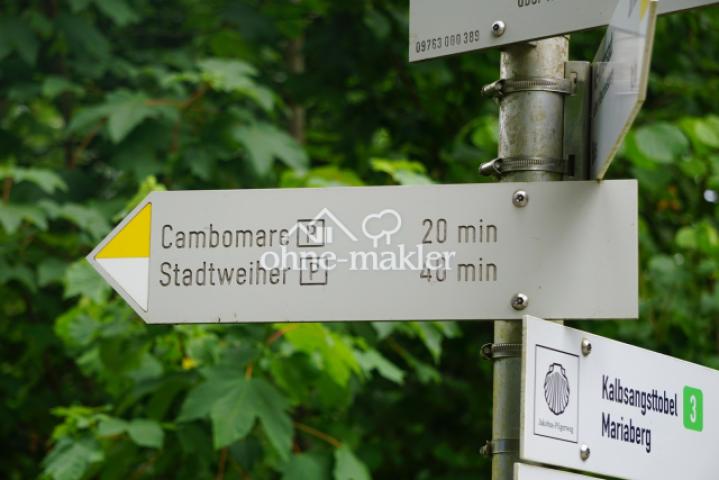 09763 000 389
Cambomare P 20 min
Stadtweiher P 40 min
ohne-makler
Jakobus-Pilgerweg
Kalbsangsttobel 3
Mariaberg